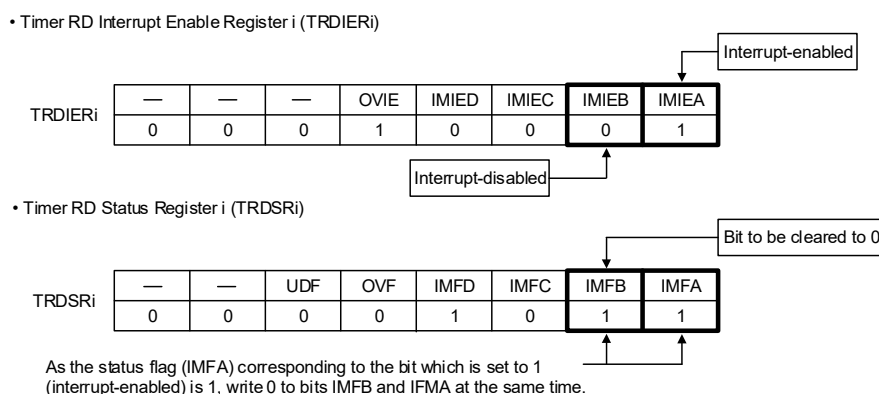 • Timer RD Interrupt Enable Register i (TRDIERi)
Interrupt-enabled
TRDIERi
— — — OVIE IMIED IMIEC IMIEB IMIEA
0 0 0 1 0 0 0 1
Interrupt-disabled
• Timer RD Status Register i (TRDSRi)
Bit to be cleared to 0
TRDSRi
— — UDF OVF IMFD IMFC IMFB IMFA
0 0 0 0 1 0 1 1
As the status flag (IMFA) corresponding to the bit which is set to 1
(interrupt-enabled) is 1, write 0 to bits IMFB and IFMA at the same time.